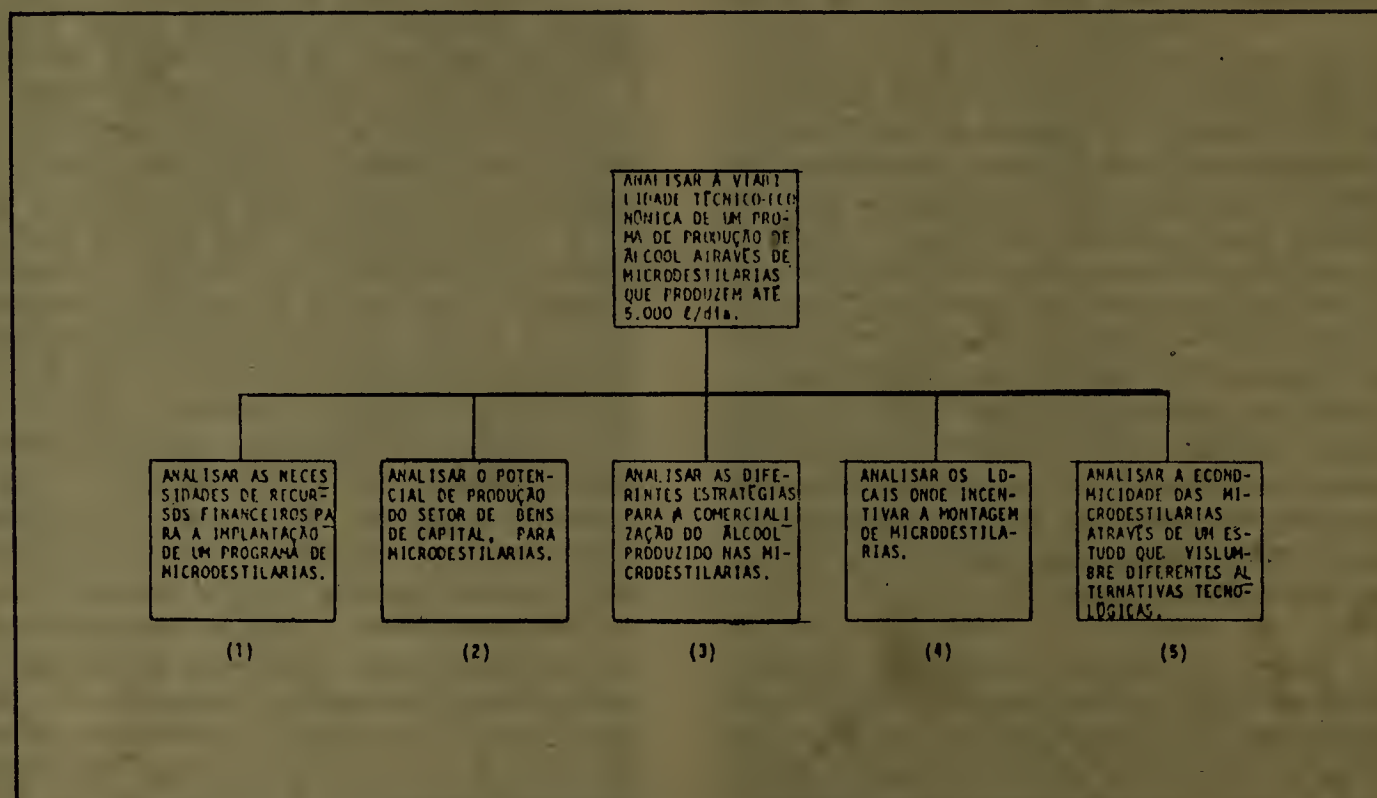 ANALISAR A VIABI
LIDADE TÉCNICO-ECO
NÔMICA DE UM PRO-
MA DE PRODUÇÃO DE
ÁLCOOL ATRAVÉS DE
MICRODESTILARIAS
QUE PRODUZEM ATÉ
5.000 ℓ/dia.
ANALISAR AS NECES
SIDADES DE RECUR-
SOS FINANCEIROS PA
RA A IMPLANTAÇÃO
DE UM PROGRAMA DE
MICRODESTILARIAS.
(1)
ANALISAR O POTEN-
CIAL DE PRODUÇÃO
DO SETOR DE BENS
DE CAPITAL, PARA
MICRODESTILARIAS.
(2)
ANALISAR AS DIFE-
RENTES ESTRATÉGIAS
PARA A COMERCIALI
ZAÇÃO DO ÁLCOOL
PRODUZIDO NAS MI-
CRODESTILARIAS.
(3)
ANALISAR OS LO-
CAIS ONDE INCEN-
TIVAR A MONTAGEM
DE MICRODESTILA-
RIAS.
(4)
ANALISAR A ECONO-
MICIDADE DAS MI-
CRODESTILARIAS
ATRAVÉS DE UM ES-
TUDO QUE VISLUM-
BRE DIFERENTES AL
TERNATIVAS TECNO-
LÓGICAS.
(5)